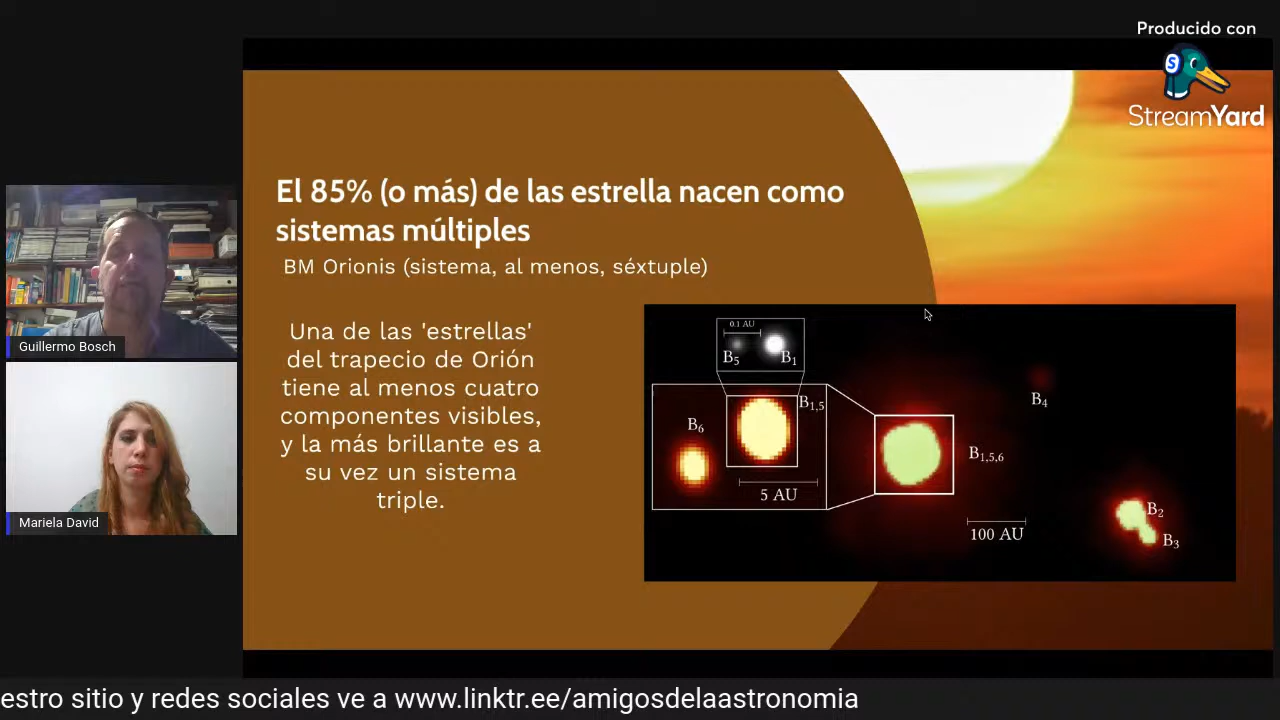 Producido con
StreamYard
El 85% (o más) de las estrella nacen como
sistemas múltiples
BM Orionis (sistema, al menos, séxtuple)
Una de las 'estrellas'
del trapecio de Orión
tiene al menos cuatro
componentes visibles,
y la más brillante es a
su vez un sistema
triple.
0.1 AU
B5
B1
B1,5
B6
5 AU
B4
B1,5,6
100 AU
B2
B3
Guillermo Bosch
Mariela David
estro sitio y redes sociales ve a www.linktr.ee/amigosdelaastronomia